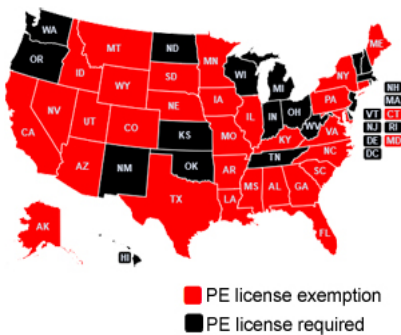 WA
MT
ND
MN
ME
OR
ID
SD
WI
NY
WY
MI
NH
MA
IA
PA
NE
VT
CT
NV
IL
IN
OH
NJ
RI
UT
CO
WV
VA
DE
MD
CA
KS
MO
KY
DC
NC
TN
OK
AZ
NM
AR
SC
MS
AL
GA
TX
LA
AK
FL
HI
PE license exemption
PE license required